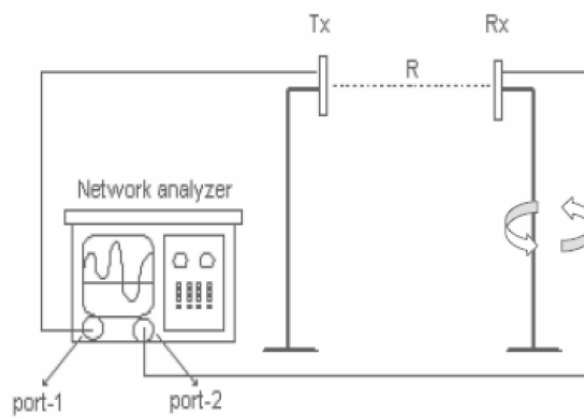 Tx
Rx
R
Network analyzer
port-1
port-2